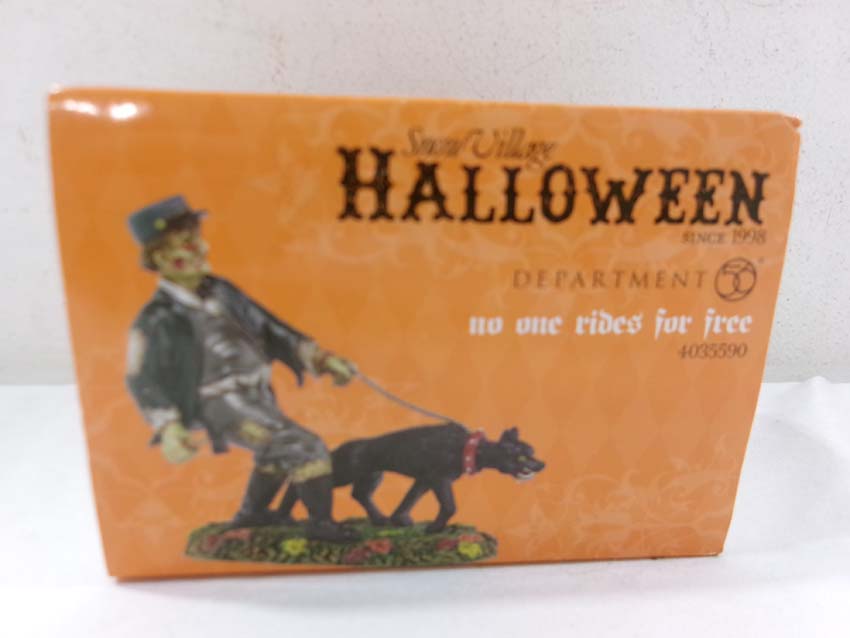 Snow Village
HALLOWEEN
SINCE 1998
DEPARTMENT 56
no one rides for free
4035590